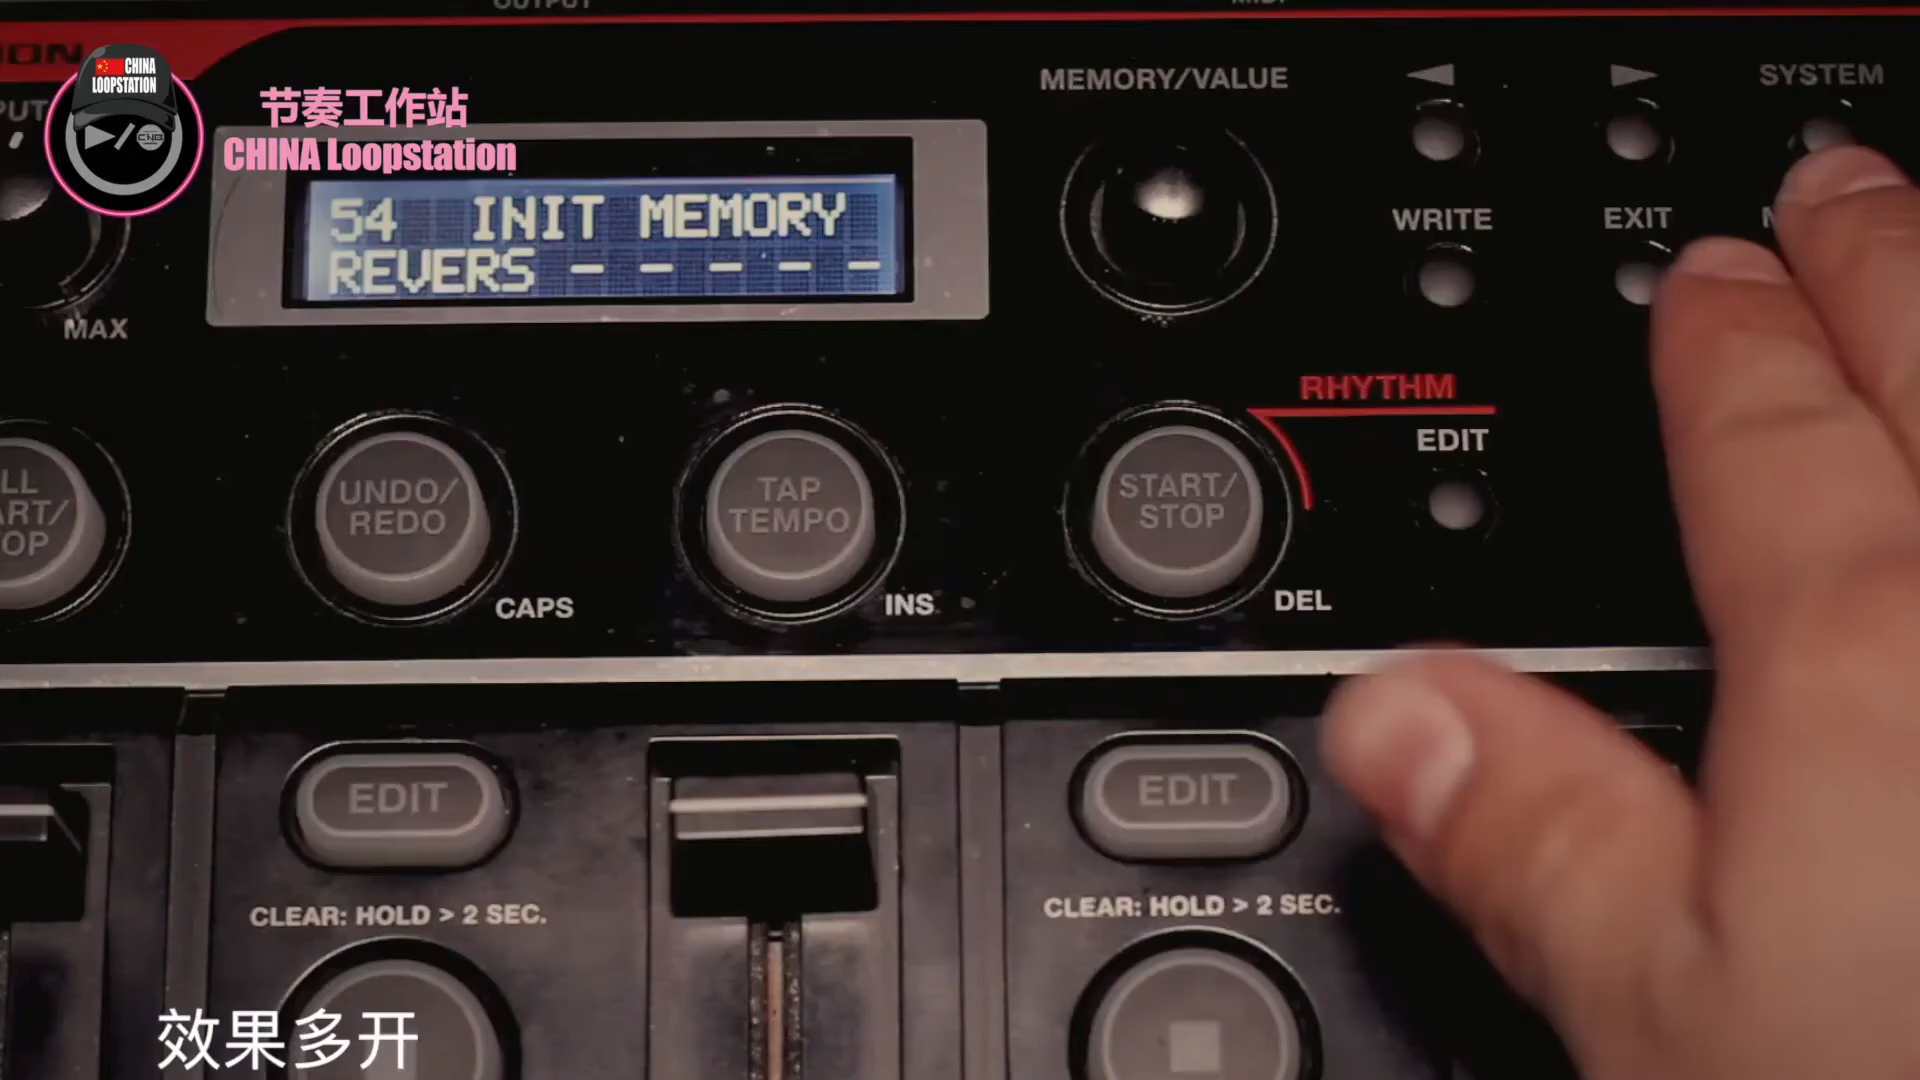 OUTPUT
MIDI
CHINA
LOOPSTATION
节奏工作站
CHINA Loopstation
MEMORY/VALUE
SYSTEM
54 INIT MEMORY
REVERS – – – – –
WRITE
EXIT
MAX
RHYTHM
EDIT
UNDO/
REDO
TAP
TEMPO
START/
STOP
CAPS
INS
DEL
EDIT
EDIT
CLEAR: HOLD > 2 SEC.
CLEAR: HOLD > 2 SEC.
效果多开